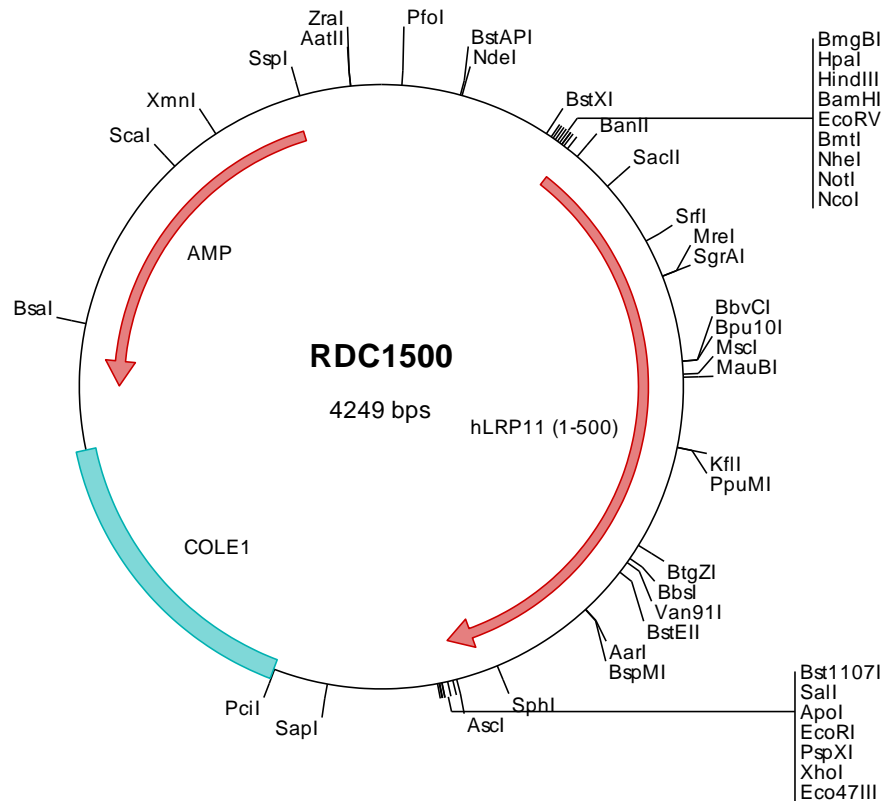 ZraI
AatII
PfoI
BstAPI
NdeI
SspI
XmnI
ScaI
BsaI
BstXI
BanII
SacII
SrfI
MreI
SgrAI
BbvCI
Bpu10I
MscI
MauBI
KflI
PpuMI
BtgZI
BbsI
Van91I
BstEII
AarI
BspMI
SphI
AscI
SapI
PciI
BmgBI
HpaI
HindIII
BamHI
EcoRV
BmtI
NheI
NotI
NcoI
AMP
RDC1500
4249 bps
hLRP11 (1-500)
COLE1
Bst1107I
SalI
ApoI
EcoRI
PspXI
XhoI
Eco47III